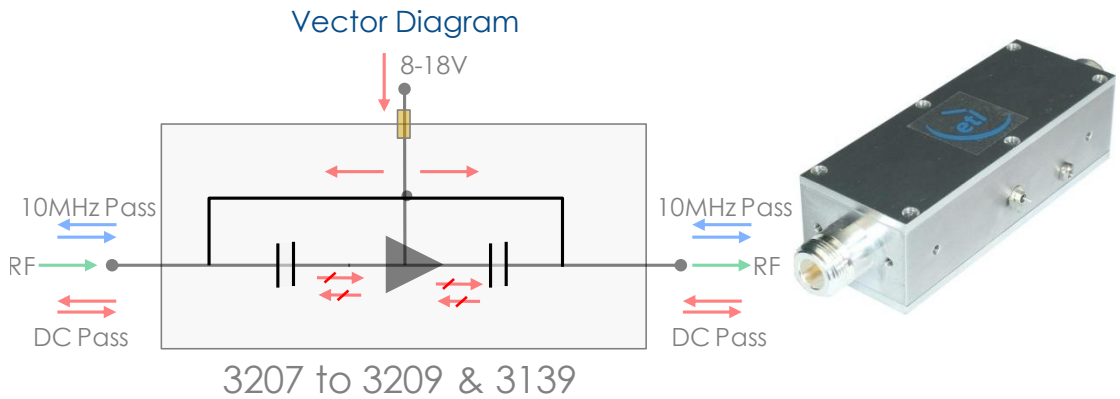 Vector Diagram
8-18V
10MHz Pass
10MHz Pass
RF
RF
DC Pass
DC Pass
3207 to 3209 & 3139
etl